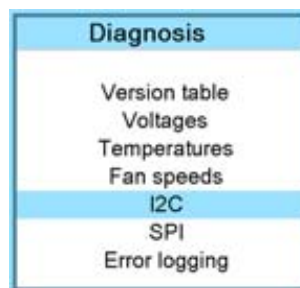 Diagnosis
Version table
Voltages
Temperatures
Fan speeds
I2C
SPI
Error logging